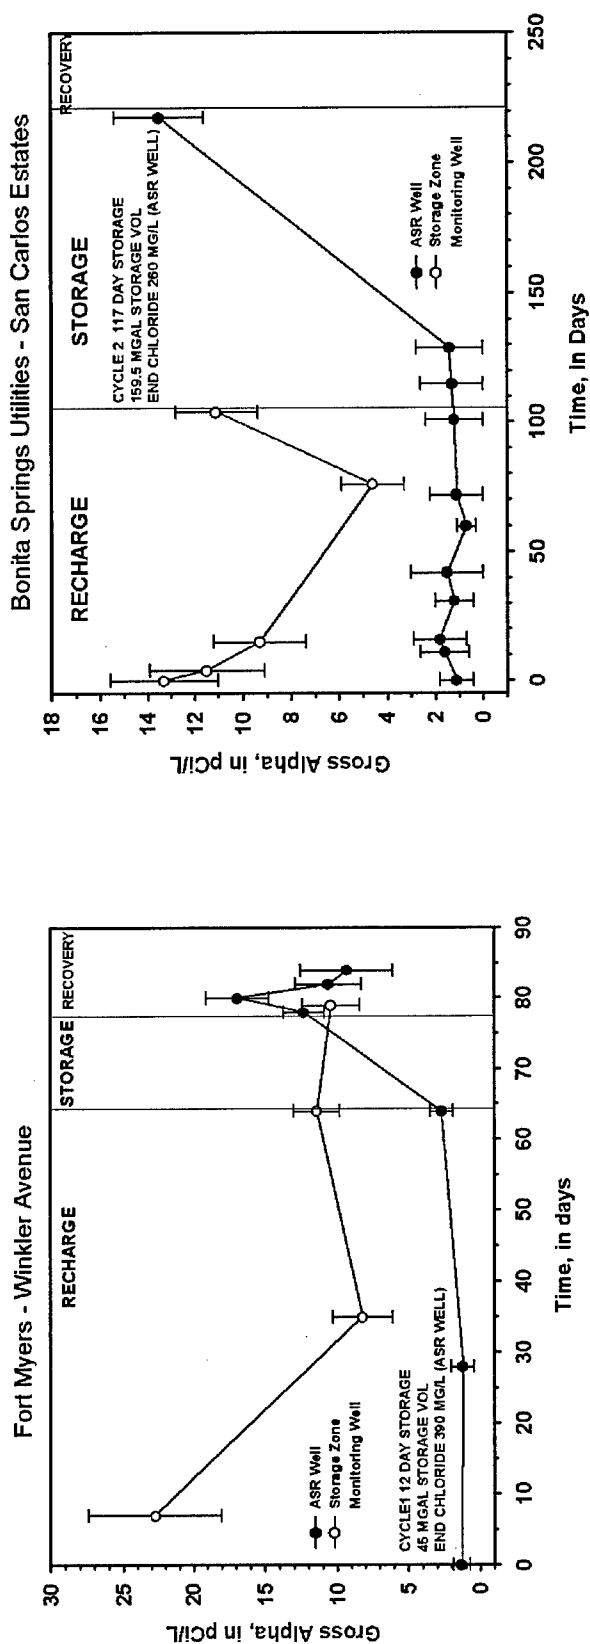 Fort Myers - Winkler Avenue
RECHARGE
STORAGE
RECOVERY
ASR Well
Storage Zone
Monitoring Well
CYCLE1 12 DAY STORAGE
45 MGAL STORAGE VOL
END CHLORIDE 390 MG/L (ASR WELL)
30
25
20
15
10
5
0
Gross Alpha, in pCi/L
0 10 20 30 40 50 60 70 80 90
Time, in days
Bonita Springs Utilities - San Carlos Estates
RECHARGE
STORAGE
RECOVERY
CYCLE 2 117 DAY STORAGE
159.5 MGAL STORAGE VOL
END CHLORIDE 260 MG/L (ASR WELL)
ASR Well
Storage Zone
Monitoring Well
18
16
14
12
10
8
6
4
2
0
Gross Alpha, in pCi/L
0 50 100 150 200 250
Time, in Days